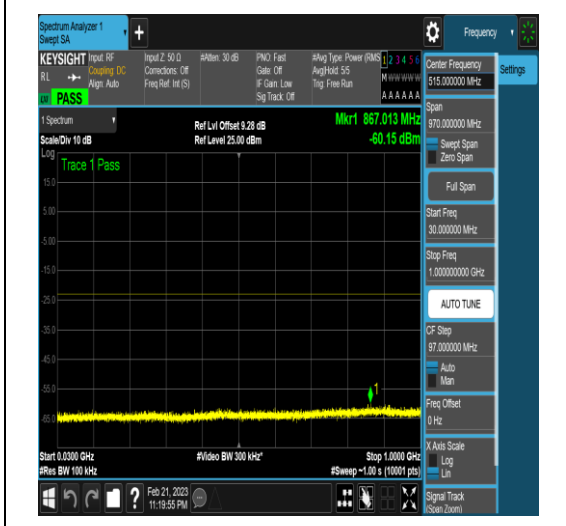 Spectrum Analyzer 1
Swept SA
+
Frequency
KEYSIGHT
RL
Input: RF
Coupling: DC
Align: Auto
Input Z: 50 Ω
Corrections: Off
Freq Ref: Int (S)
#Atten: 30 dB
PNO: Fast
Gate: Off
IF Gain: Low
Sig Track: Off
#Avg Type: Power (RMS
Avg|Hold: 5/5
Trig: Free Run
1 2 3 4 5 6
M W W W W W
A A A A A A
PASS
1 Spectrum
Scale/Div 10 dB
Ref Lvl Offset 9.28 dB
Ref Level 25.00 dBm
Mkr1 867.013 MHz
-60.15 dBm
Log
Trace 1 Pass
15.0
5.00
-5.00
-15.0
-25.0
-35.0
-45.0
-55.0
-65.0
1
Start 0.0300 GHz
#Res BW 100 kHz
#Video BW 300 kHz*
Stop 1.0000 GHz
#Sweep ~1.00 s (10001 pts)
?
Feb 21, 2023
11:19:55 PM
Center Frequency
515.000000 MHz
Settings
Span
970.000000 MHz
Swept Span
Zero Span
Full Span
Start Freq
30.000000 MHz
Stop Freq
1.000000000 GHz
AUTO TUNE
CF Step
97.000000 MHz
Auto
Man
Freq Offset
0 Hz
X Axis Scale
Log
Lin
Signal Track
(Span Zoom)